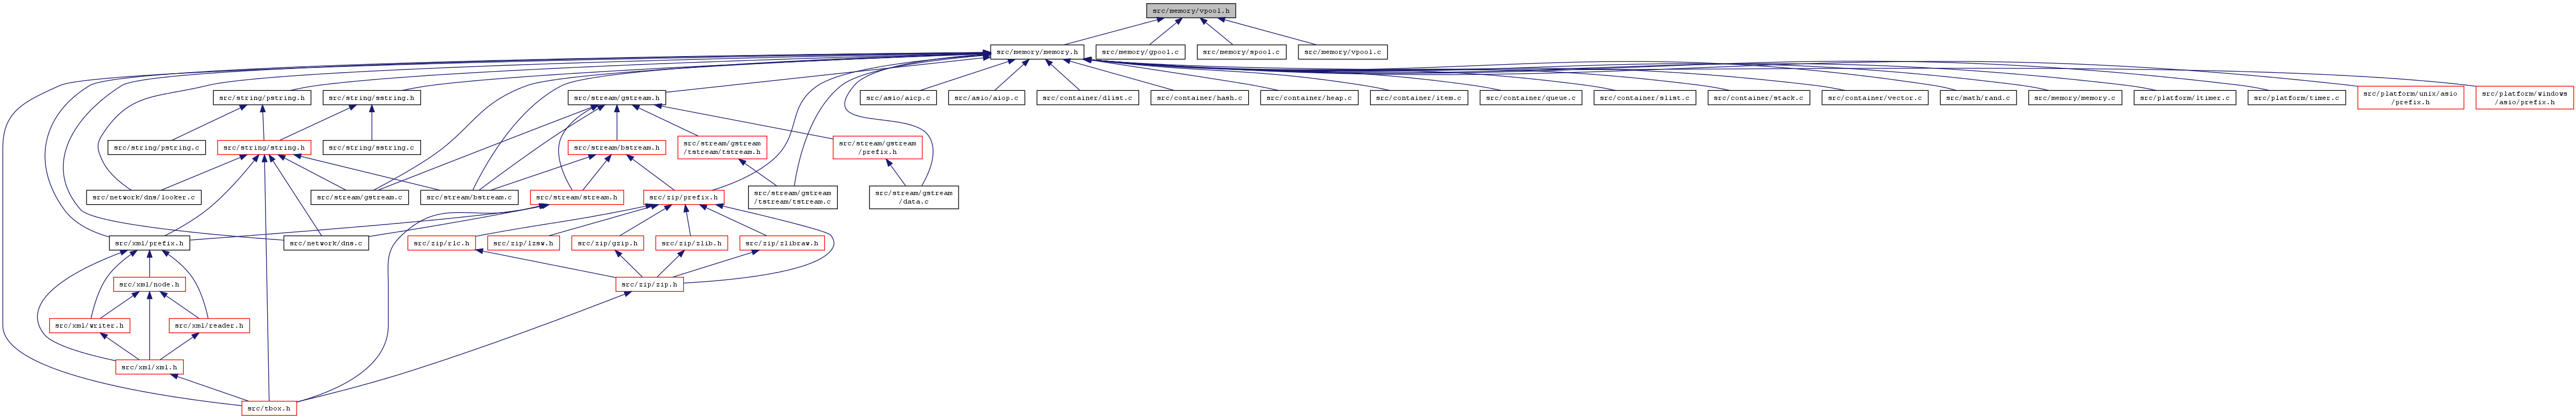 src/memory/vpool.h
src/memory/memory.h
src/memory/gpool.c
src/memory/spool.c
src/memory/vpool.c
src/string/pstring.h
src/string/sstring.h
src/stream/gstream.h
src/asio/aicp.c
src/asio/aiop.c
src/container/dlist.c
src/container/hash.c
src/container/heap.c
src/container/item.c
src/container/queue.c
src/container/slist.c
src/container/stack.c
src/container/vector.c
src/math/rand.c
src/memory/memory.c
src/platform/ltimer.c
src/platform/timer.c
src/platform/unix/asio
/prefix.h
src/platform/windows
/asio/prefix.h
src/string/pstring.c
src/string/string.h
src/string/sstring.c
src/stream/bstream.h
src/stream/gstream
/tstream/tstream.h
src/stream/gstream
/prefix.h
src/network/dns/looker.c
src/stream/gstream.c
src/stream/bstream.c
src/stream/stream.h
src/zip/prefix.h
src/stream/gstream
/tstream/tstream.c
src/stream/gstream
/data.c
src/xml/prefix.h
src/network/dns.c
src/zip/rlc.h
src/zip/lzsw.h
src/zip/gzip.h
src/zip/zlib.h
src/zip/zlibraw.h
src/xml/node.h
src/zip/zip.h
src/xml/writer.h
src/xml/reader.h
src/xml/xml.h
src/tbox.h